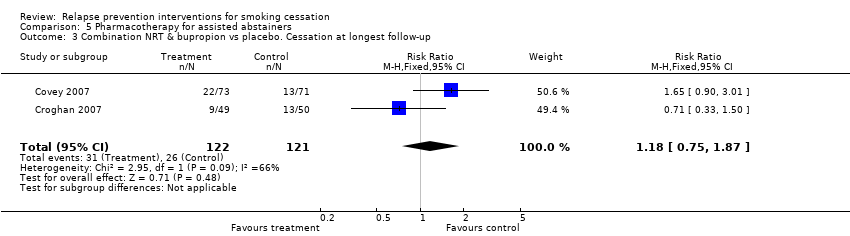 Review: Relapse prevention interventions for smoking cessation
Comparison: 5 Pharmacotherapy for assisted abstainers
Outcome: 3 Combination NRT & bupropion vs placebo. Cessation at longest follow-up
Study or subgroup Treatment Control Risk Ratio Weight Risk Ratio
n/N n/N M-H,Fixed,95% CI M-H,Fixed,95% CI
Covey 2007 22/73 13/71 50.6 % 1.65 [ 0.90, 3.01 ]
Croghan 2007 9/49 13/50 49.4 % 0.71 [ 0.33, 1.50 ]
Total (95% CI) 122 121 100.0 % 1.18 [ 0.75, 1.87 ]
Total events: 31 (Treatment), 26 (Control)
Heterogeneity: Chi² = 2.95, df = 1 (P = 0.09); I² =66%
Test for overall effect: Z = 0.71 (P = 0.48)
Test for subgroup differences: Not applicable
0.2 0.5 1 2 5
Favours treatment Favours control